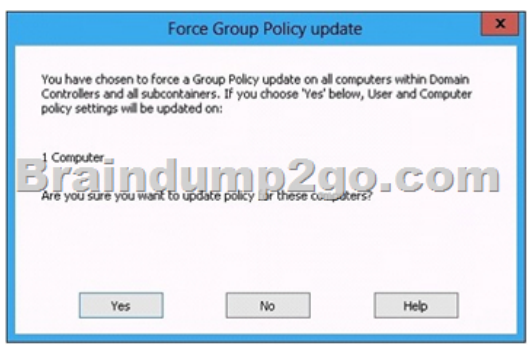 Force Group Policy update
x
You have chosen to force a Group Policy update on all computers within Domain
Controllers and all subcontainers. If you choose 'Yes' below, User and Computer
policy settings will be updated on:
1 Computer
Braindump2go.com
Are you sure you want to update policy for these computers?
Yes
No
Help